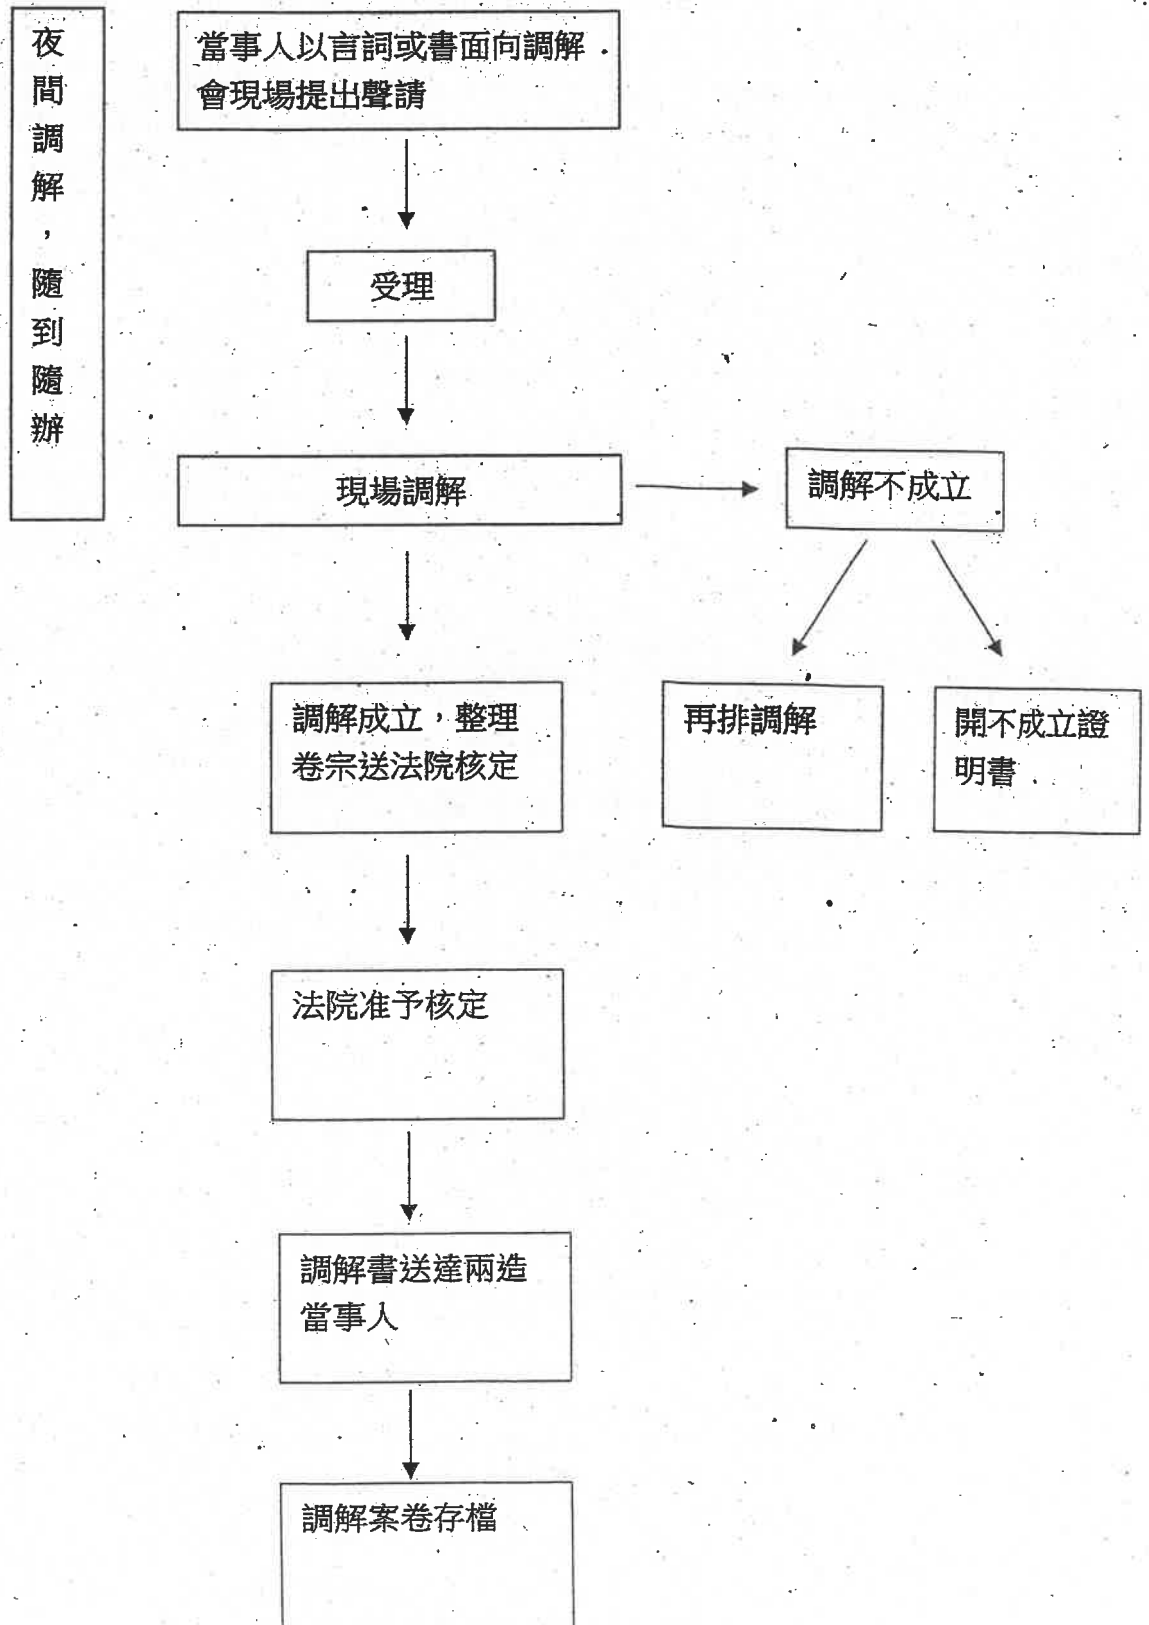 夜間調解，隨到隨辦
當事人以言詞或書面向調解
會現場提出聲請
受理
現場調解
調解不成立
調解成立，整理
卷宗送法院核定
再排調解
開不成立證
明書
法院准予核定
調解書送達兩造
當事人
調解案卷存檔